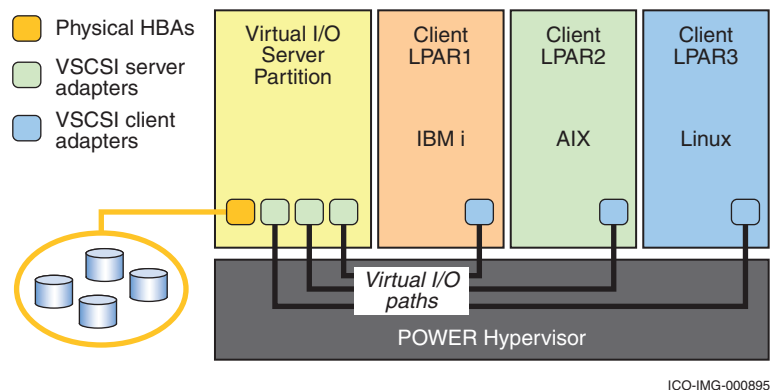 Physical HBAs
VSCSI server
adapters
VSCSI client
adapters
Virtual I/O
Server
Partition
Client
LPAR1
IBM i
Client
LPAR2
AIX
Client
LPAR3
Linux
Virtual I/O
paths
POWER Hypervisor
ICO-IMG-000895